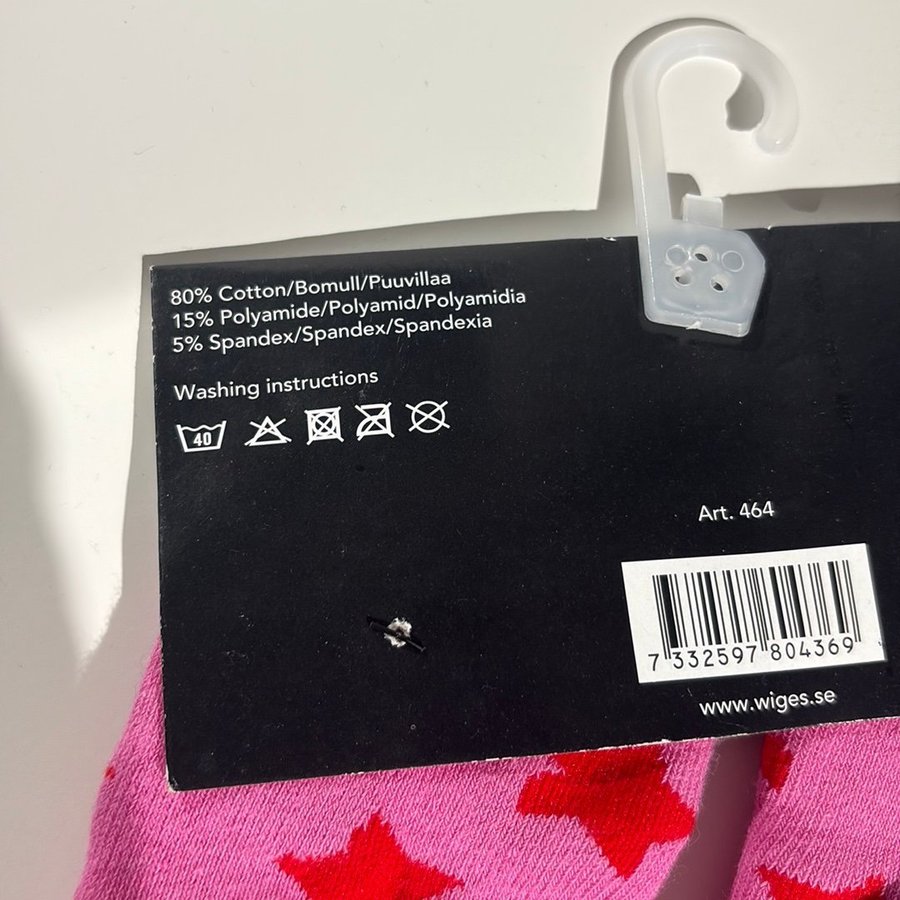 80% Cotton/Bomull/Puuvillaa
15% Polyamide/Polyamid/Polyamidia
5% Spandex/Spandex/Spandexia
Washing instructions
40
Art. 464
7 332597 804369
www.wiges.se